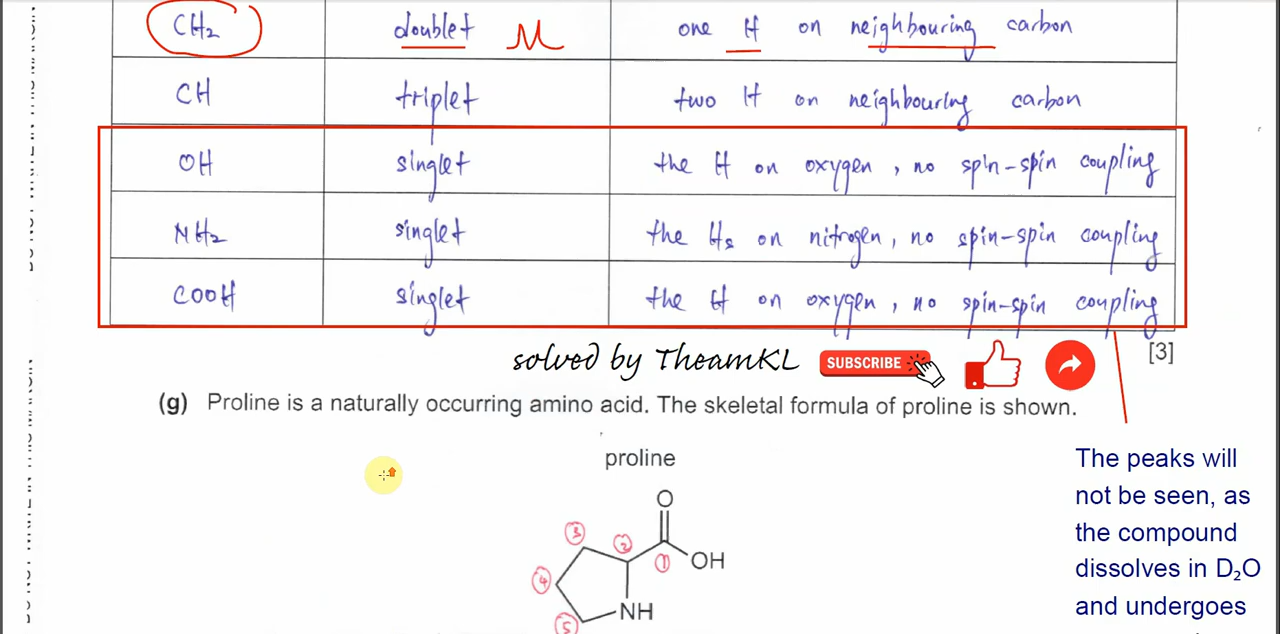 CH₂ doublet M one H on neighbouring carbon
CH triplet two H on neighbouring carbon
OH singlet the H on oxygen, no spin-spin coupling
NH₂ singlet the Hs on nitrogen, no spin-spin coupling
COOH singlet the H on oxygen, no spin-spin coupling
[3]
solved by TheamKL SUBSCRIBE
(g) Proline is a naturally occurring amino acid. The skeletal formula of proline is shown.
proline
O
③ ② ① OH
④
NH
⑤
The peaks will
not be seen, as
the compound
dissolves in D₂O
and undergoes